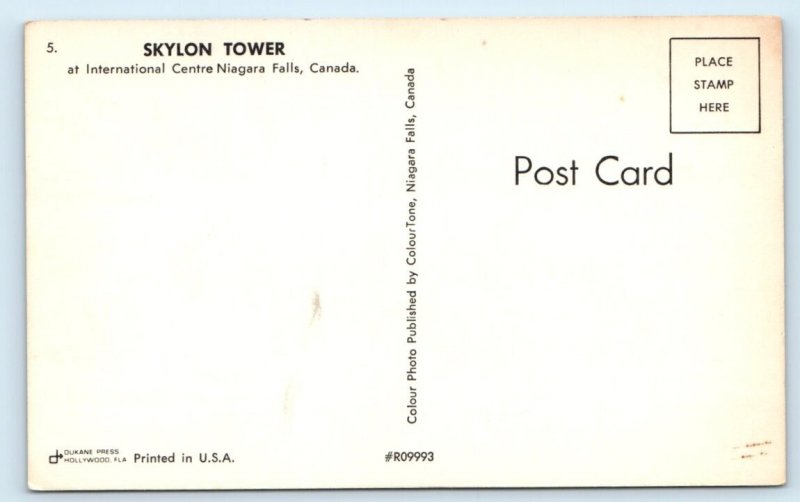 5.
SKYLON TOWER
at International Centre Niagara Falls, Canada.
Colour Photo Published by ColourTone, Niagara Falls, Canada
PLACE
STAMP
HERE
Post Card
DUKANE PRESS
HOLLYWOOD, FLA
Printed in U.S.A.
#R09993